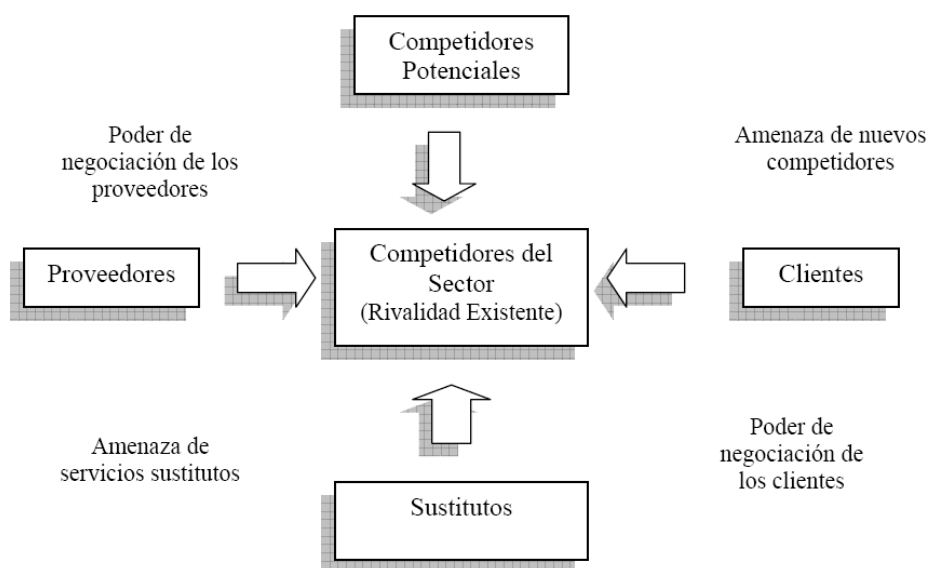 Competidores
Potenciales
Poder de
negociación de los
proveedores
Amenaza de nuevos
competidores
Proveedores
Competidores del
Sector
(Rivalidad Existente)
Clientes
Amenaza de
servicios sustitutos
Poder de
negociación de
los clientes
Sustitutos